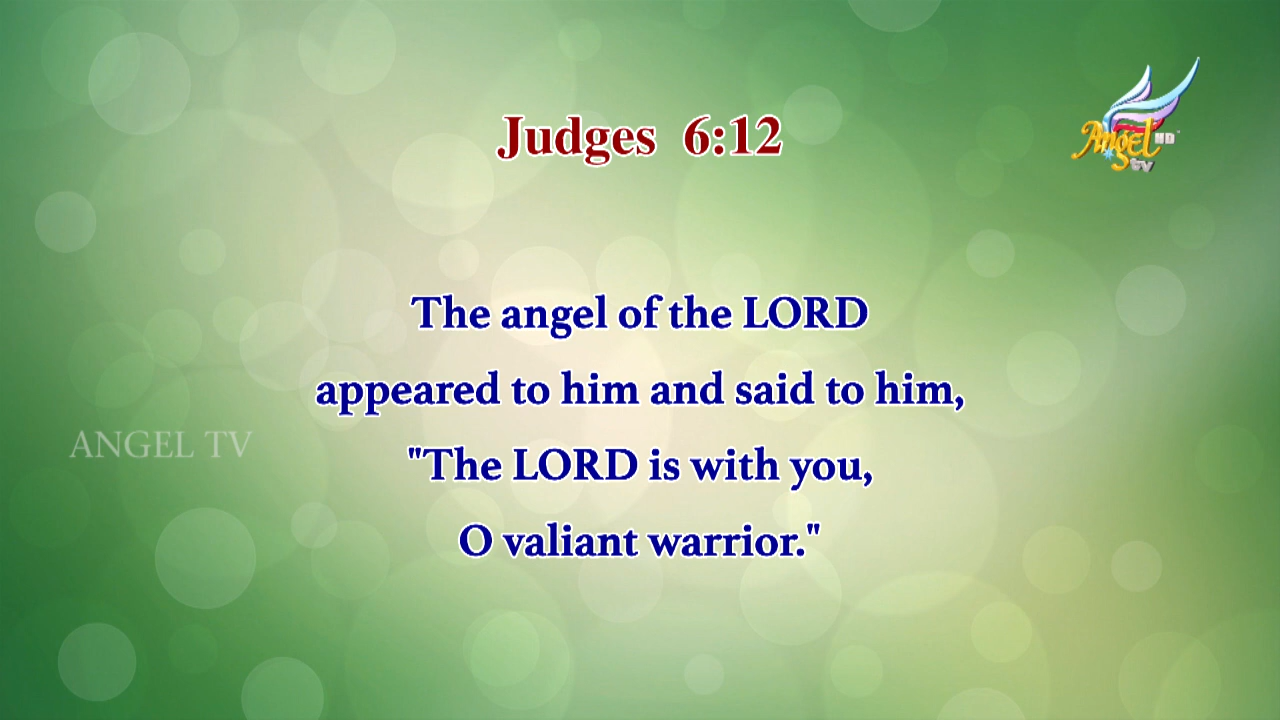 Judges 6:12
Angel HD
tv
The angel of the LORD
appeared to him and said to him,
ANGEL TV
"The LORD is with you,
O valiant warrior."